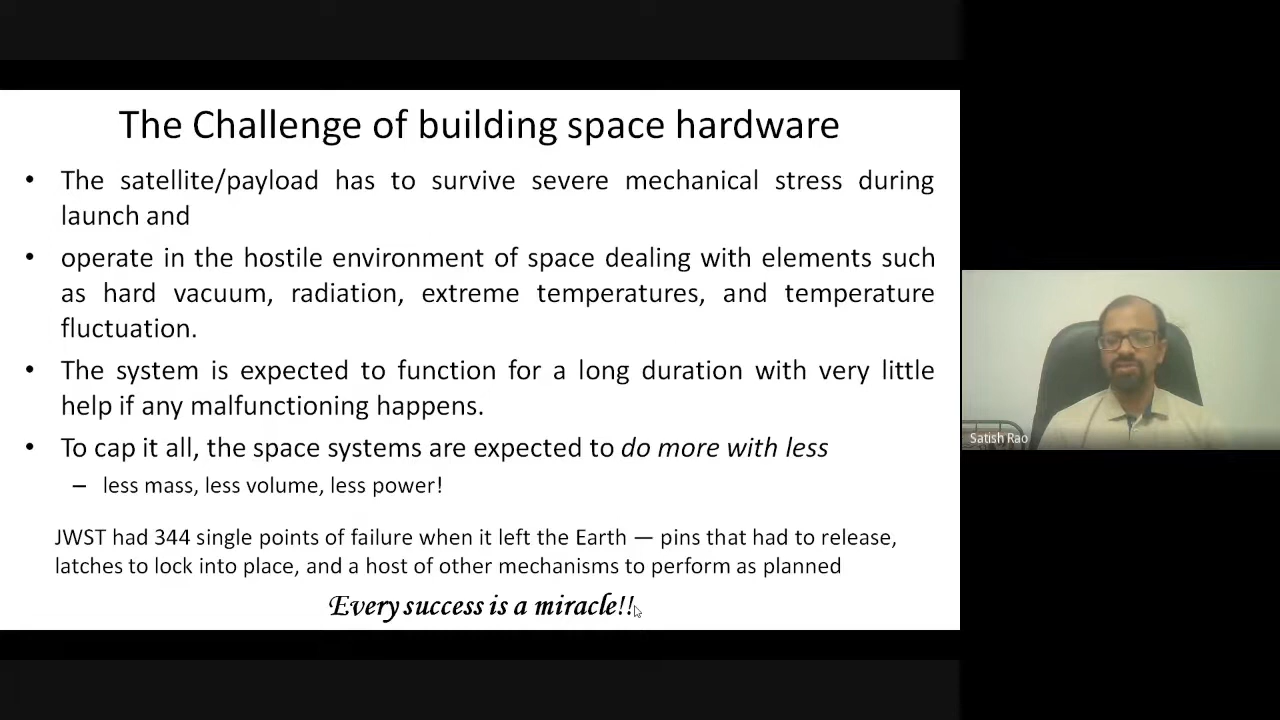 The Challenge of building space hardware
• The satellite/payload has to survive severe mechanical stress during
launch and
• operate in the hostile environment of space dealing with elements such
as hard vacuum, radiation, extreme temperatures, and temperature
fluctuation.
• The system is expected to function for a long duration with very little
help if any malfunctioning happens.
• To cap it all, the space systems are expected to do more with less
– less mass, less volume, less power!
JWST had 344 single points of failure when it left the Earth — pins that had to release,
latches to lock into place, and a host of other mechanisms to perform as planned
Every success is a miracle!!
Satish Rao